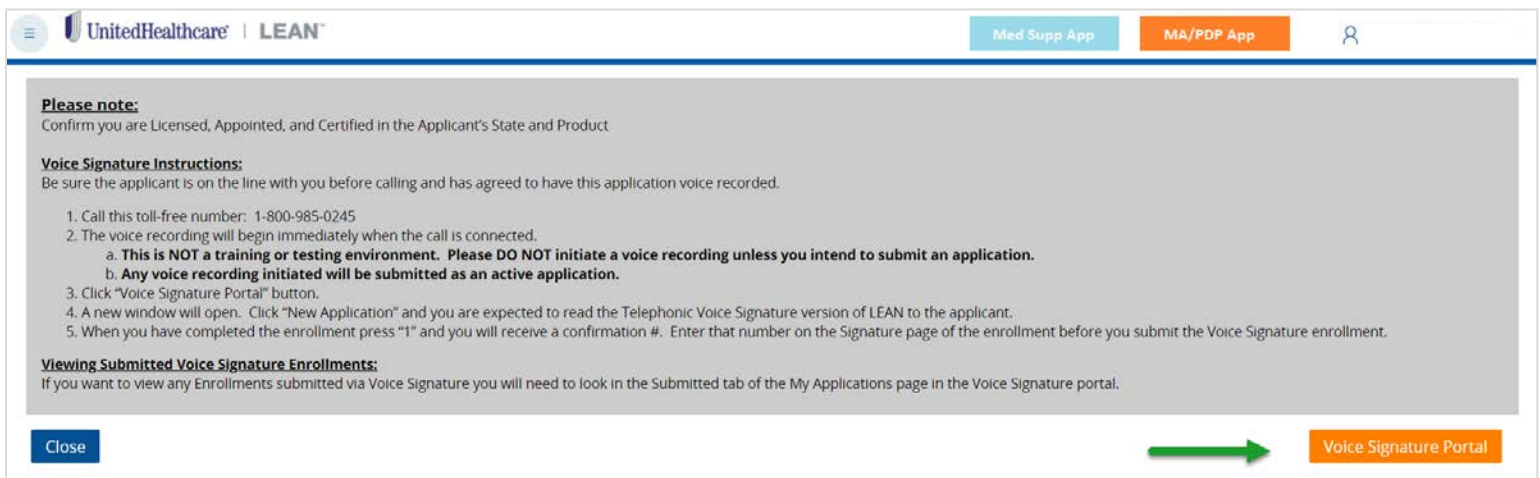 UnitedHealthcare® | LEAN™
Med Supp App
MA/PDP App
Please note:
Confirm you are Licensed, Appointed, and Certified in the Applicant's State and Product
Voice Signature Instructions:
Be sure the applicant is on the line with you before calling and has agreed to have this application voice recorded.
1. Call this toll-free number: 1-800-985-0245
2. The voice recording will begin immediately when the call is connected.
a. This is NOT a training or testing environment. Please DO NOT initiate a voice recording unless you intend to submit an application.
b. Any voice recording initiated will be submitted as an active application.
3. Click "Voice Signature Portal" button.
4. A new window will open. Click "New Application" and you are expected to read the Telephonic Voice Signature version of LEAN to the applicant.
5. When you have completed the enrollment press "1" and you will receive a confirmation #. Enter that number on the Signature page of the enrollment before you submit the Voice Signature enrollment.
Viewing Submitted Voice Signature Enrollments:
If you want to view any Enrollments submitted via Voice Signature you will need to look in the Submitted tab of the My Applications page in the Voice Signature portal.
Close
Voice Signature Portal